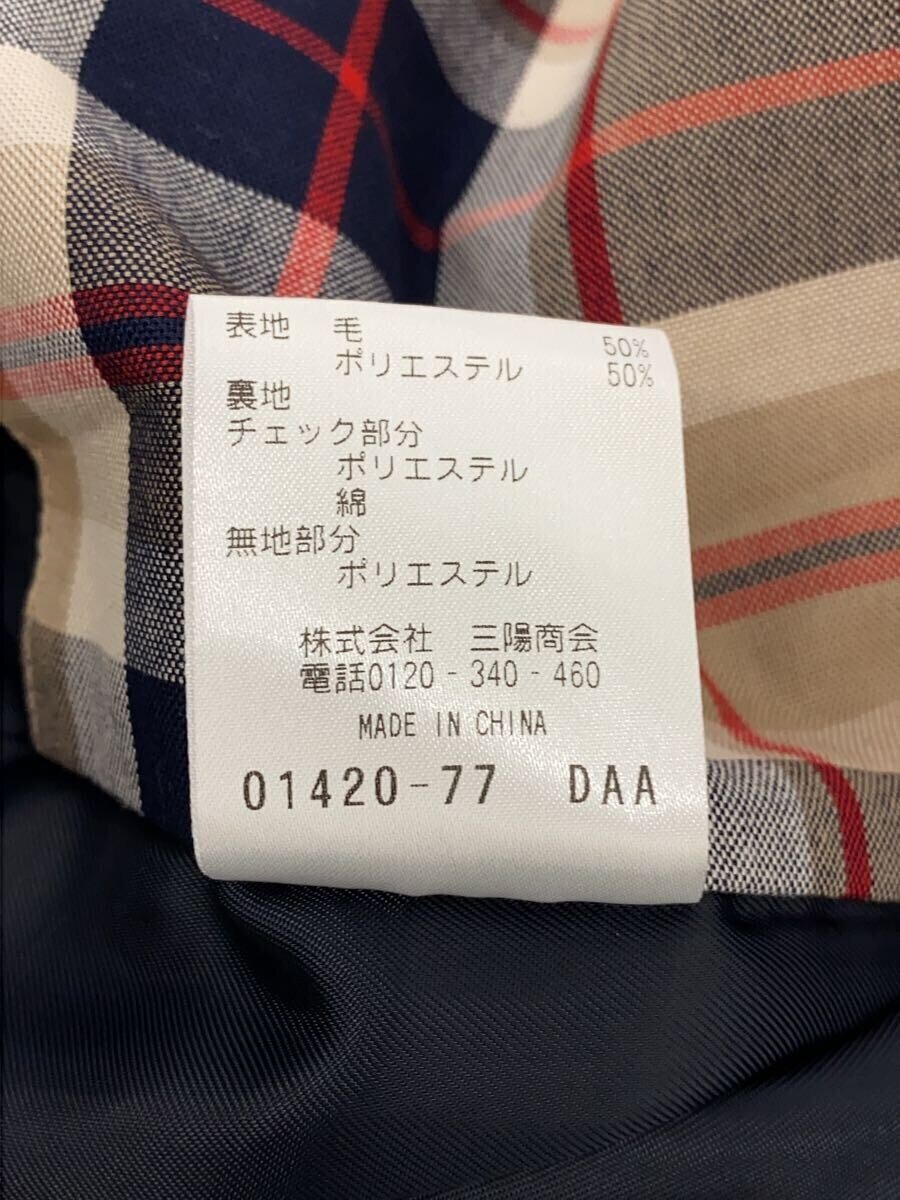 表地 毛 50%
ポリエステル 50%
裏地
チェック部分
ポリエステル
綿
無地部分
ポリエステル
株式会社 三陽商会
電話0120-340-460
MADE IN CHINA
01420-77 DAA